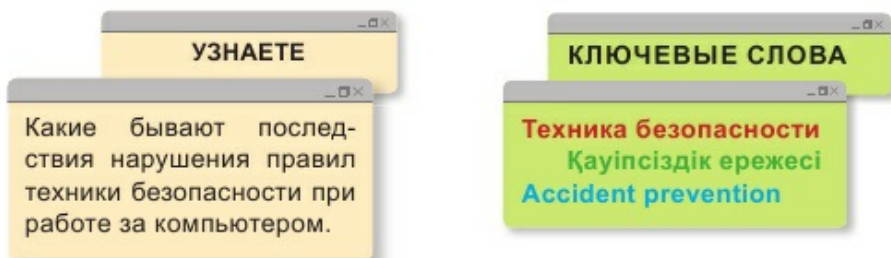 УЗНАЕТЕ
Какие бывают послед-
ствия нарушения правил
техники безопасности при
работе за компьютером.
КЛЮЧЕВЫЕ СЛОВА
Техника безопасности
Қауіпсіздік ережесі
Accident prevention